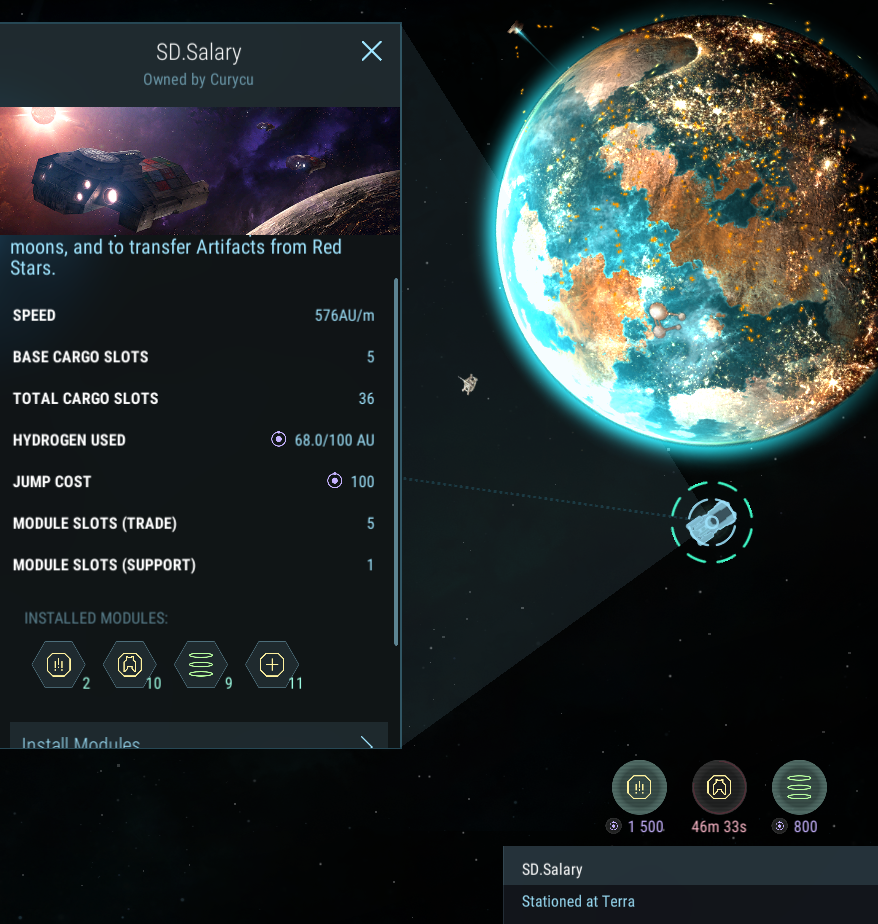 SD.Salary
Owned by Curycu
moons, and to transfer Artifacts from Red
Stars.
SPEED 576AU/m
BASE CARGO SLOTS 5
TOTAL CARGO SLOTS 36
HYDROGEN USED 68.0/100 AU
JUMP COST 100
MODULE SLOTS (TRADE) 5
MODULE SLOTS (SUPPORT) 1
INSTALLED MODULES:
2 10 9 11
Install Modules
1 500 46m 33s 800
SD.Salary
Stationed at Terra